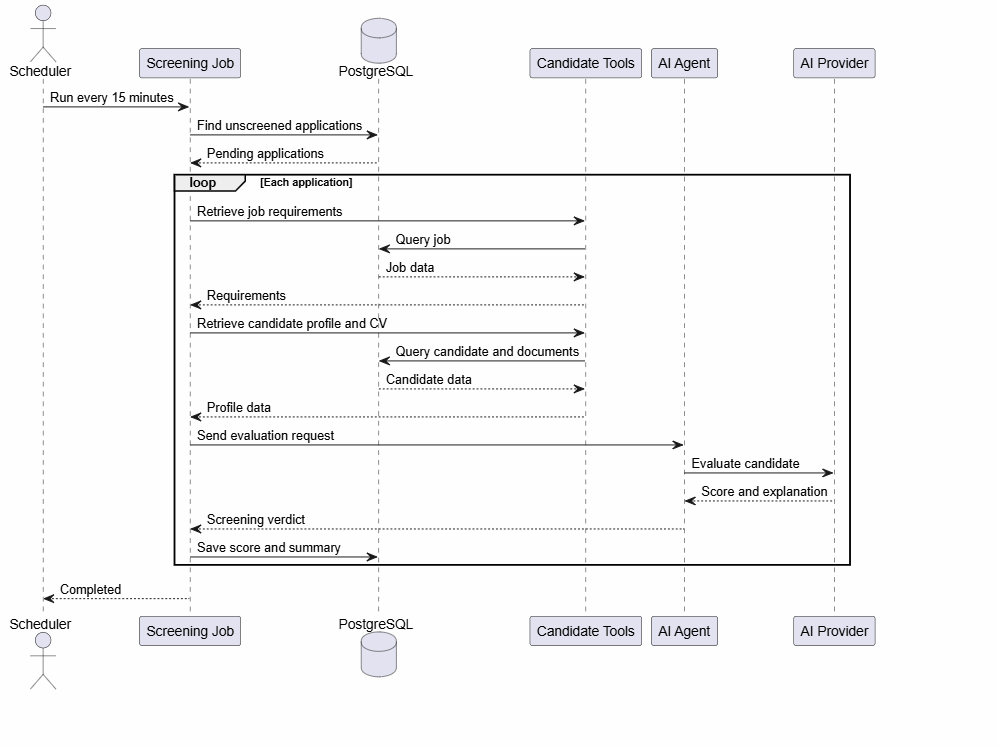 Scheduler
Screening Job
PostgreSQL
Candidate Tools
AI Agent
AI Provider
Run every 15 minutes
Find unscreened applications
Pending applications
loop
[Each application]
Retrieve job requirements
Query job
Job data
Requirements
Retrieve candidate profile and CV
Query candidate and documents
Candidate data
Profile data
Send evaluation request
Evaluate candidate
Score and explanation
Screening verdict
Save score and summary
Completed
Scheduler
Screening Job
PostgreSQL
Candidate Tools
AI Agent
AI Provider